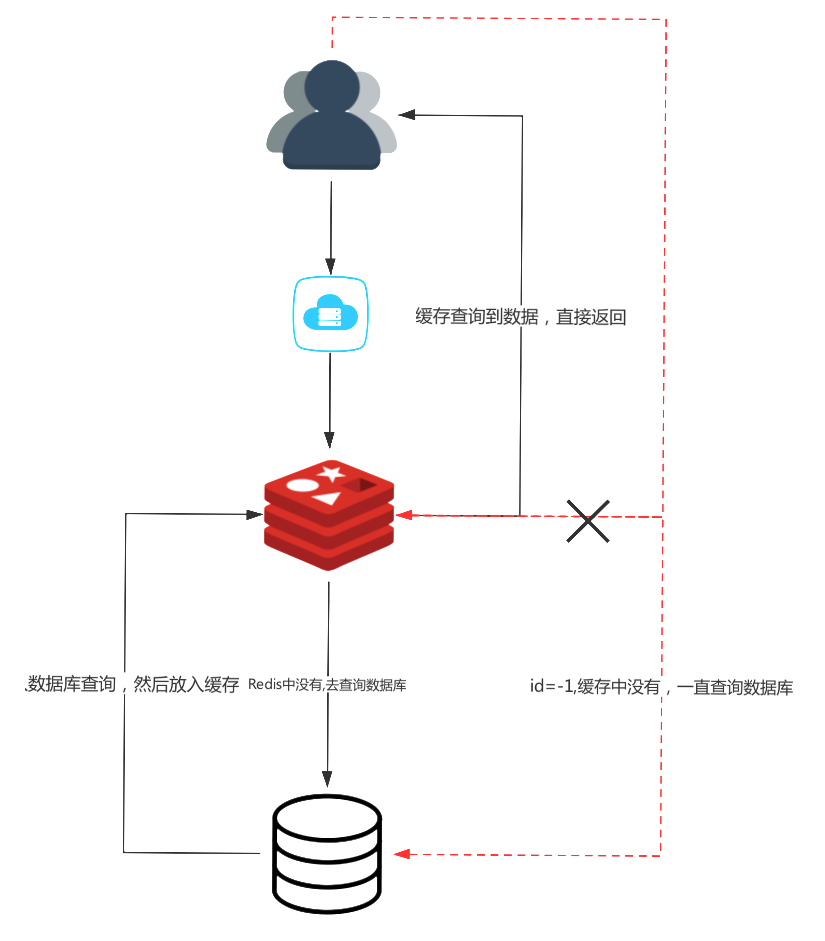 缓存查询到数据，直接返回
数据库查询，然后放入缓存
Redis中没有,去查询数据库
id=-1,缓存中没有，一直查询数据库